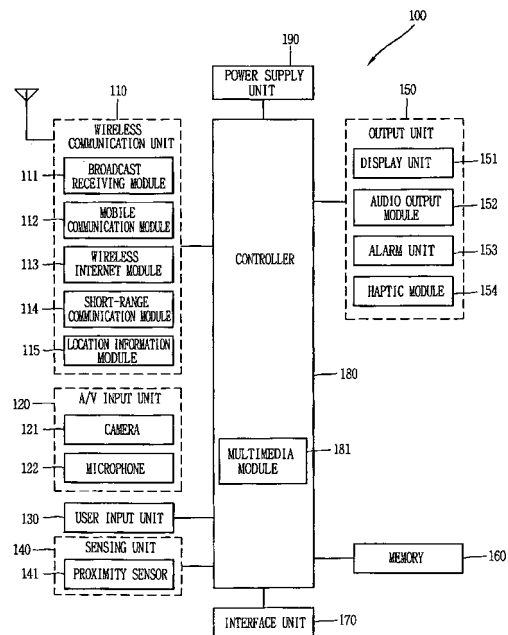 100
190
POWER SUPPLY
UNIT
110
WIRELESS
COMMUNICATION UNIT
111
BROADCAST
RECEIVING MODULE
112
MOBILE
COMMUNICATION MODULE
113
WIRELESS
INTERNET MODULE
114
SHORT-RANGE
COMMUNICATION MODULE
115
LOCATION INFORMATION
MODULE
120
A/V INPUT UNIT
121
CAMERA
122
MICROPHONE
130
USER INPUT UNIT
140
SENSING UNIT
141
PROXIMITY SENSOR
CONTROLLER
180
MULTIMEDIA
MODULE
181
150
OUTPUT UNIT
DISPLAY UNIT
151
AUDIO OUTPUT
MODULE
152
ALARM UNIT
153
HAPTIC MODULE
154
MEMORY
160
INTERFACE UNIT
170